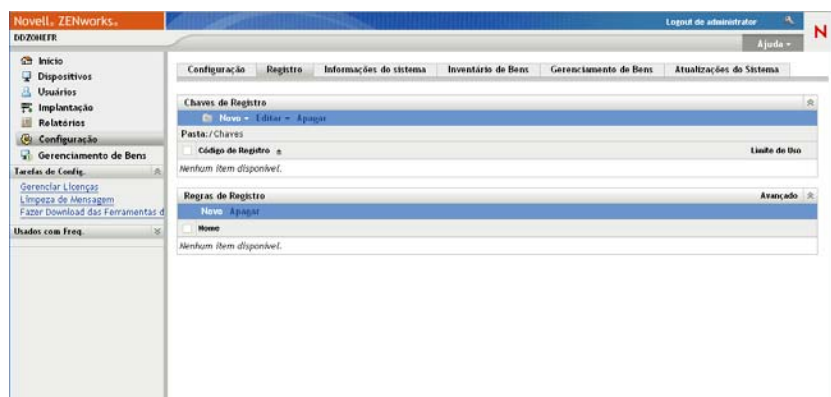 Novell® ZENworks®
Logout de administrator
DDZONEFR
Ajuda
N
Início
Dispositivos
Usuários
Implantação
Relatórios
Configuração
Gerenciamento de Bens
Tarefas de Config.
Gerenciar Licenças
Limpeza de Mensagem
Fazer Download das Ferramentas d
Usados com Freq.
Configuração Registro Informações do sistema Inventário de Bens Gerenciamento de Bens Atualizações do Sistema
Chaves de Registro
Novo Editar Apagar
Pasta:/Chaves
Código de Registro Limite de Uso
Nenhum item disponível.
Regras de Registro Avançado
Novo Apagar
Nome
Nenhum item disponível.